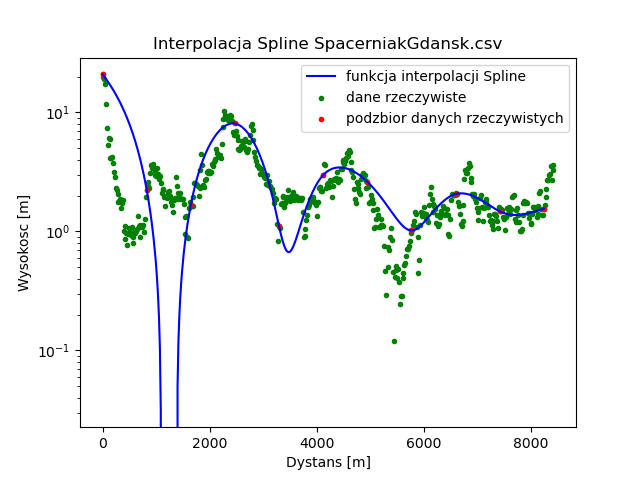 Interpolacja Spline SpacerniakGdansk.csv
funkcja interpolacji Spline
dane rzeczywiste
podzbior danych rzeczywistych
Wysokosc [m]
10¹
10⁰
10⁻¹
0 2000 4000 6000 8000
Dystans [m]